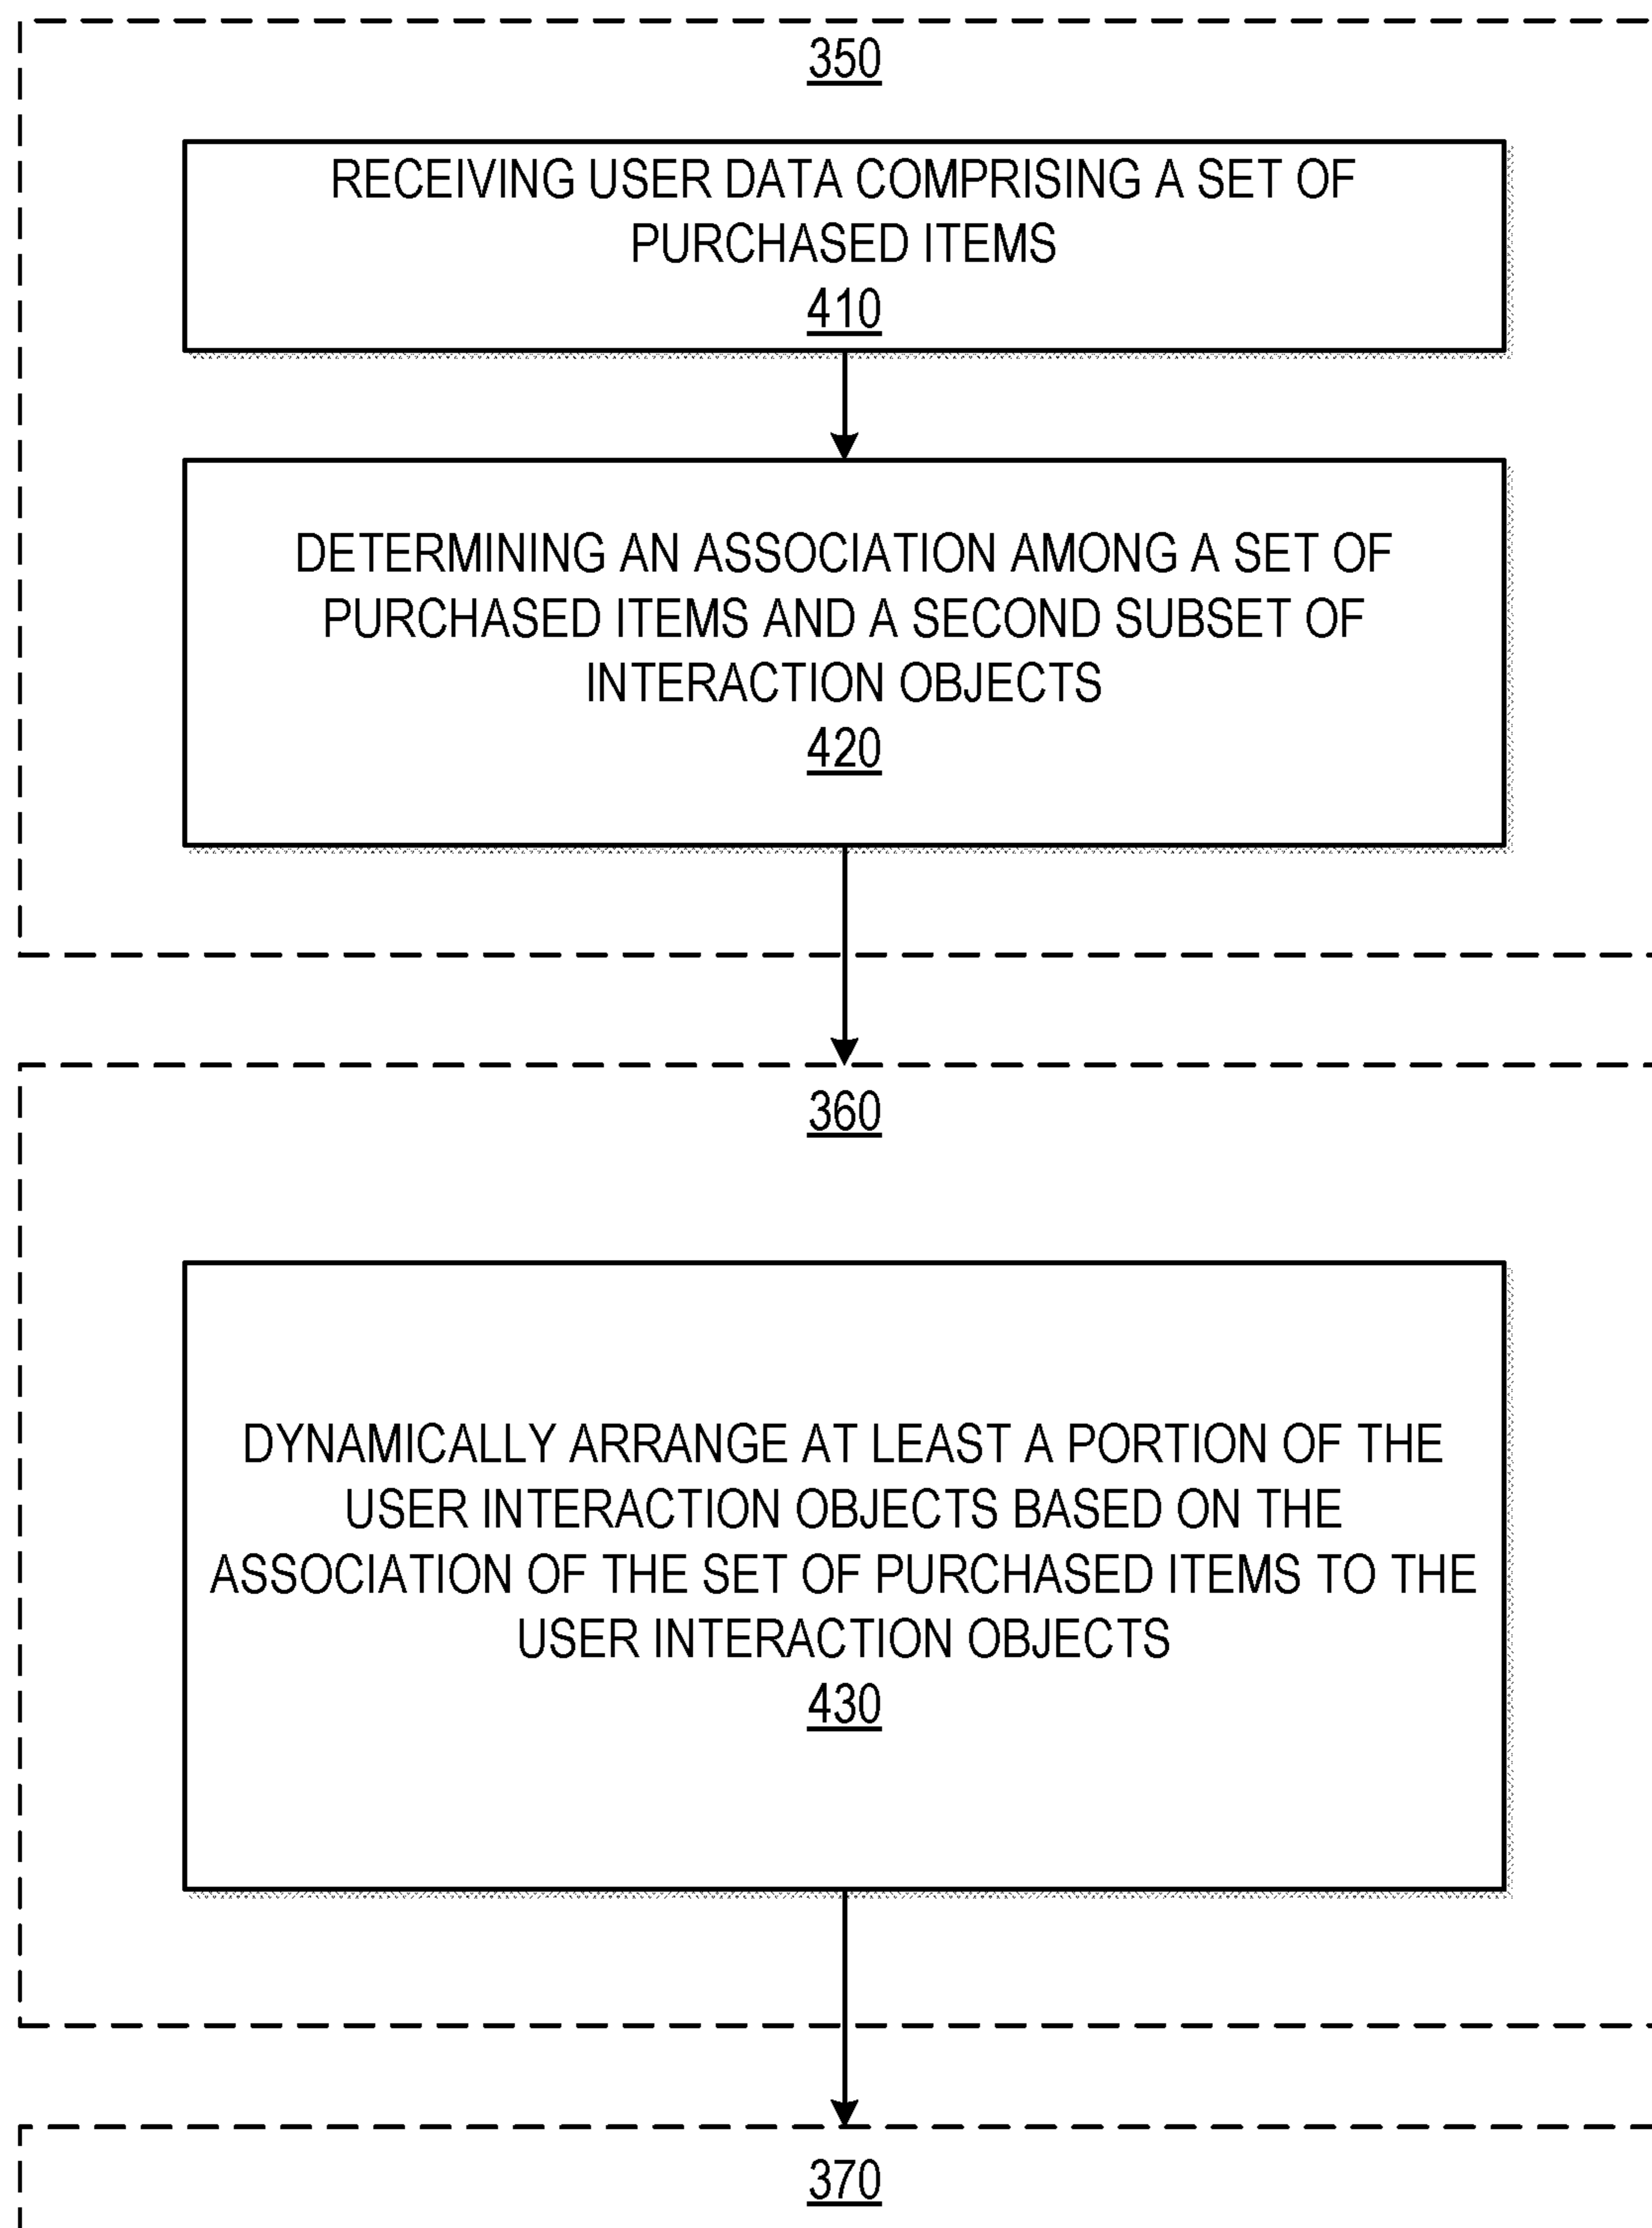 350
RECEIVING USER DATA COMPRISING A SET OF
PURCHASED ITEMS
410
DETERMINING AN ASSOCIATION AMONG A SET OF
PURCHASED ITEMS AND A SECOND SUBSET OF
INTERACTION OBJECTS
420
360
DYNAMICALLY ARRANGE AT LEAST A PORTION OF THE
USER INTERACTION OBJECTS BASED ON THE
ASSOCIATION OF THE SET OF PURCHASED ITEMS TO THE
USER INTERACTION OBJECTS
430
370